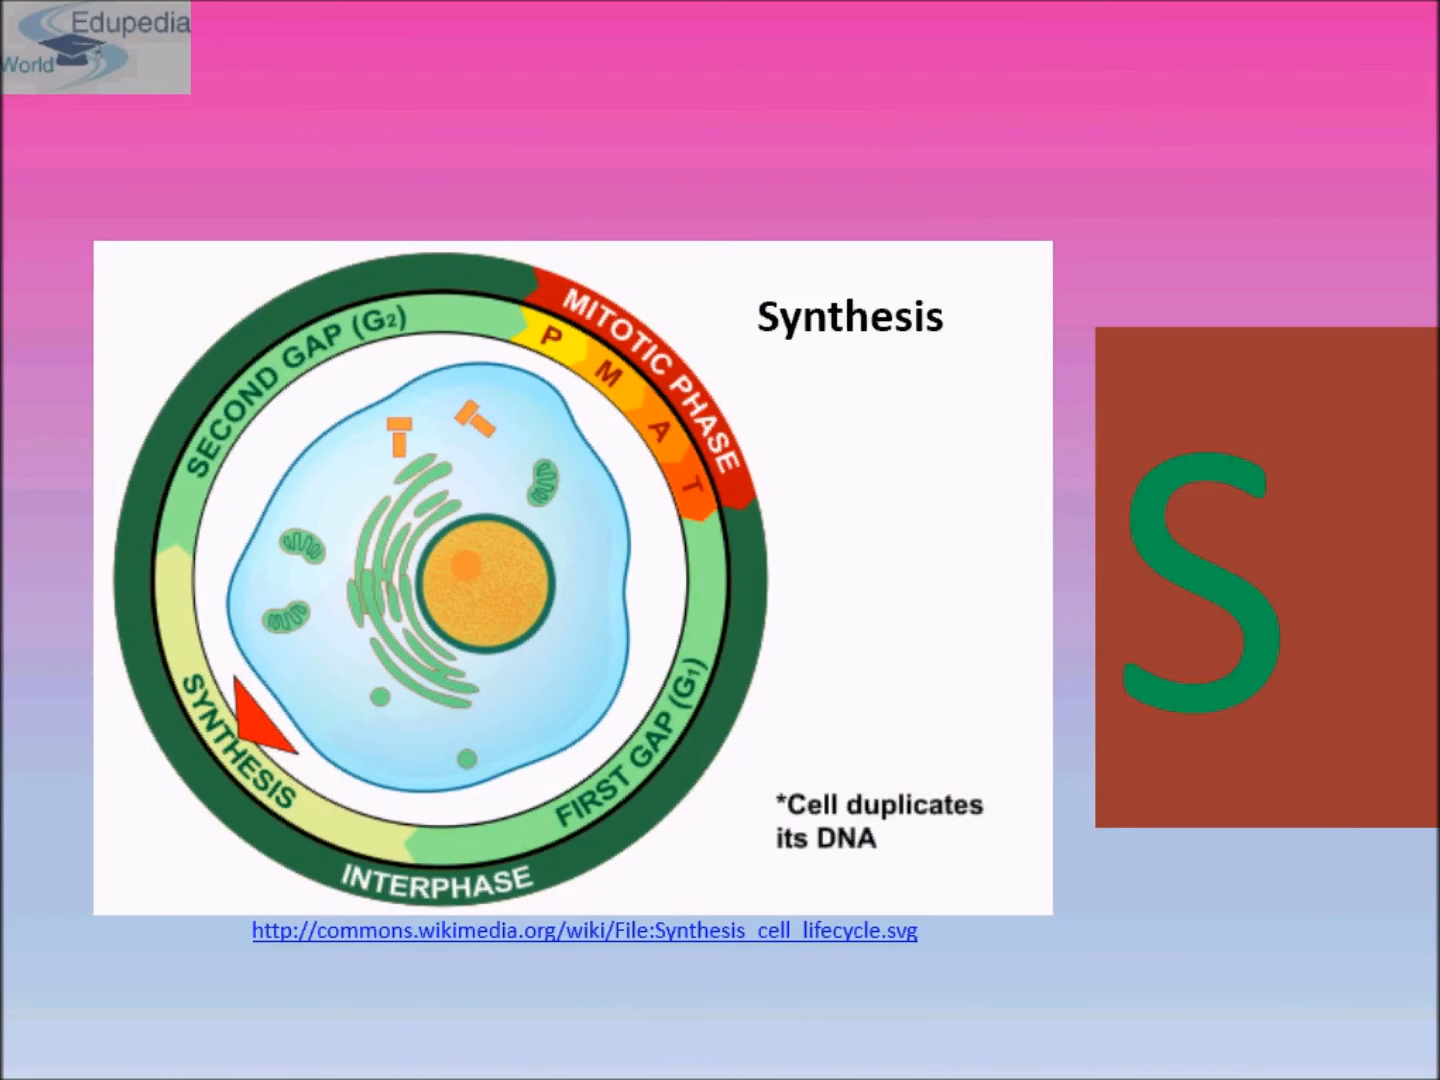 Edupedia
World
Synthesis
MITOTIC PHASE
P
M
A
T
SECOND GAP (G2)
SYNTHESIS
FIRST GAP (G1)
INTERPHASE
*Cell duplicates
its DNA
S
http://commons.wikimedia.org/wiki/File:Synthesis_cell_lifecycle.svg